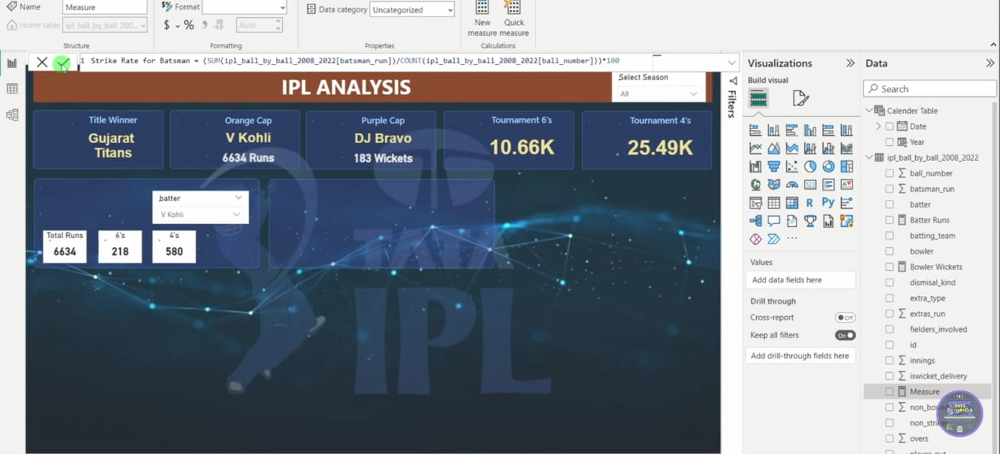 Name
Measure
Home table
ipl_ball_by_ball_200...
Structure
Format
$
%
Auto
Formatting
Data category
Uncategorized
Properties
New
measure
Quick
measure
Calculations
1 Strike Rate for Batsman = (SUM(ipl_ball_by_ball_2008_2022[batsman_run])/COUNT(ipl_ball_by_ball_2008_2022[ball_number]))*100
IPL ANALYSIS
Select Season
All
Title Winner
Gujarat
Titans
Orange Cap
V Kohli
6634 Runs
Purple Cap
DJ Bravo
183 Wickets
Tournament 6's
10.66K
Tournament 4's
25.49K
batter
V Kohli
Total Runs
6634
6's
218
4's
580
TATA
IPL
Filters
Visualizations
Build visual
R
Py
...
Values
Add data fields here
Drill through
Cross-report
Off
Keep all filters
On
Add drill-through fields here
Data
Search
Calender Table
Date
Year
ipl_ball_by_ball_2008_2022
ball_number
batsman_run
batter
Batter Runs
batting_team
bowler
Bowler Wickets
dismisal_kind
extra_type
extras_run
fielders_involved
id
innings
iswicket_delivery
Measure
non_bound
non_strike
overs
player_out
DATA
TUTORIALS